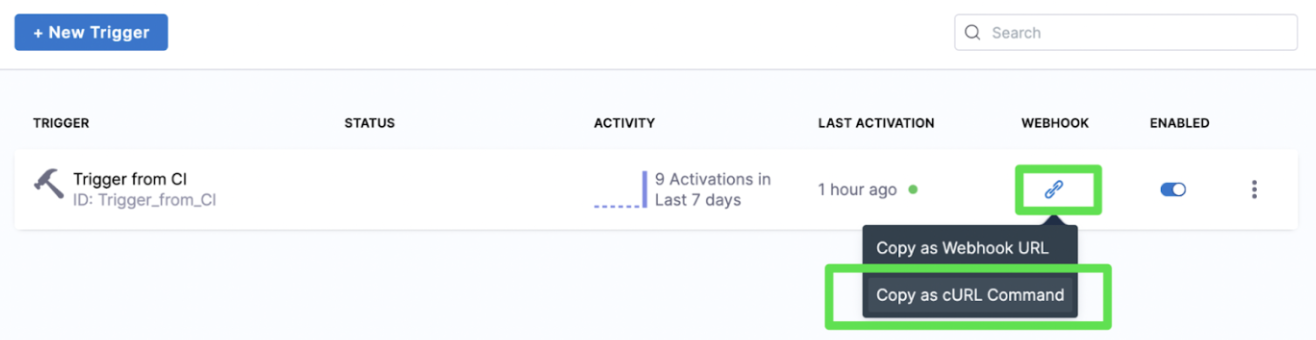 + New Trigger
Search
TRIGGER STATUS ACTIVITY LAST ACTIVATION WEBHOOK ENABLED
Trigger from CI
ID: Trigger_from_CI
9 Activations in
Last 7 days
1 hour ago
Copy as Webhook URL
Copy as cURL Command